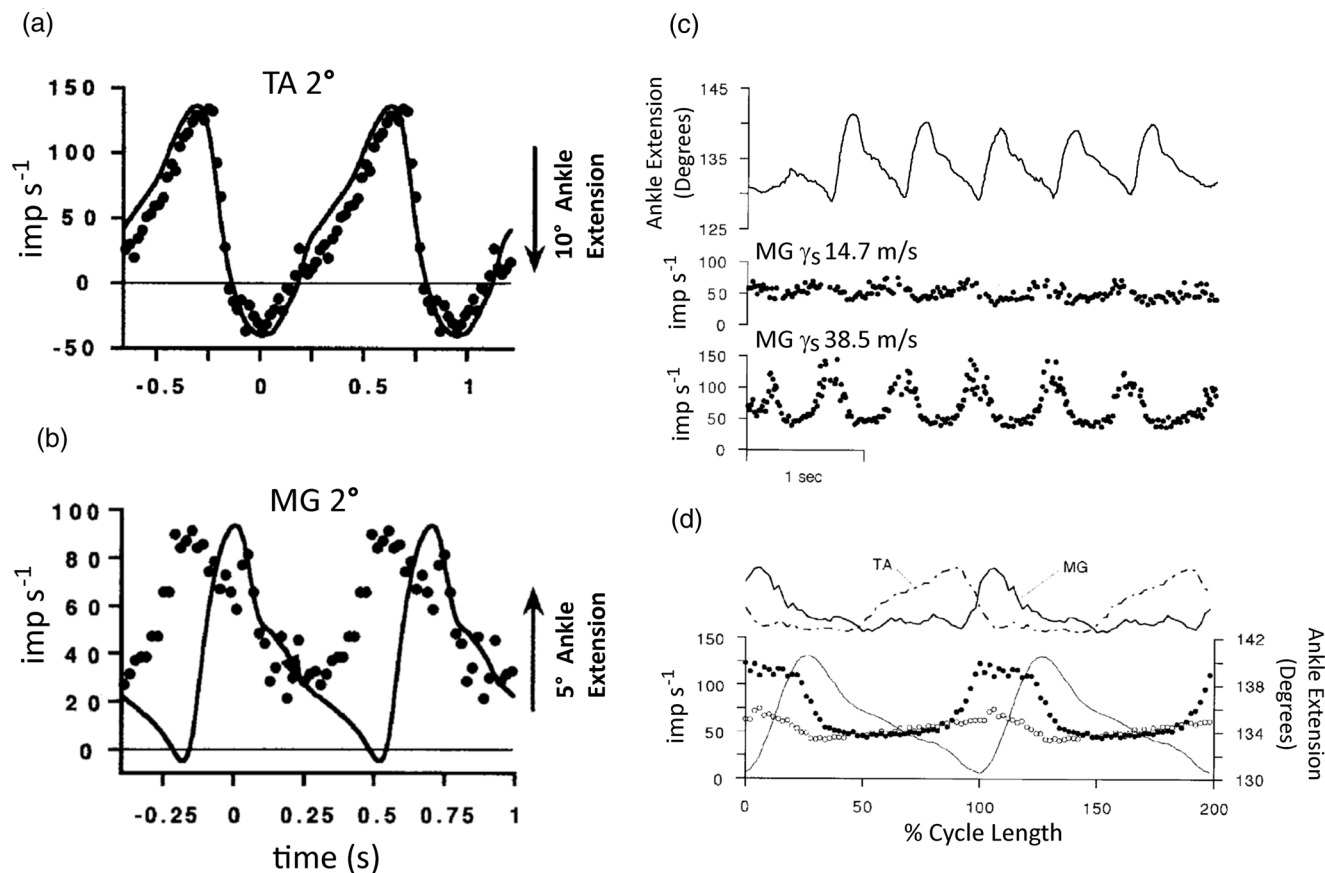 (a)
TA 2°
150
100
50
0
-50
imp s⁻¹
10° Ankle
Extension
-0.5
0
0.5
1
(b)
MG 2°
100
80
60
40
20
0
imp s⁻¹
5° Ankle
Extension
-0.25
0
0.25
0.5
0.75
1
time (s)
(c)
145
135
125
Ankle Extension
(Degrees)
MG γs 14.7 m/s
100
50
0
imp s⁻¹
MG γs 38.5 m/s
150
100
50
0
imp s⁻¹
1 sec
(d)
TA
MG
150
100
50
0
imp s⁻¹
142
138
134
130
Ankle Extension
(Degrees)
0
50
100
150
200
% Cycle Length